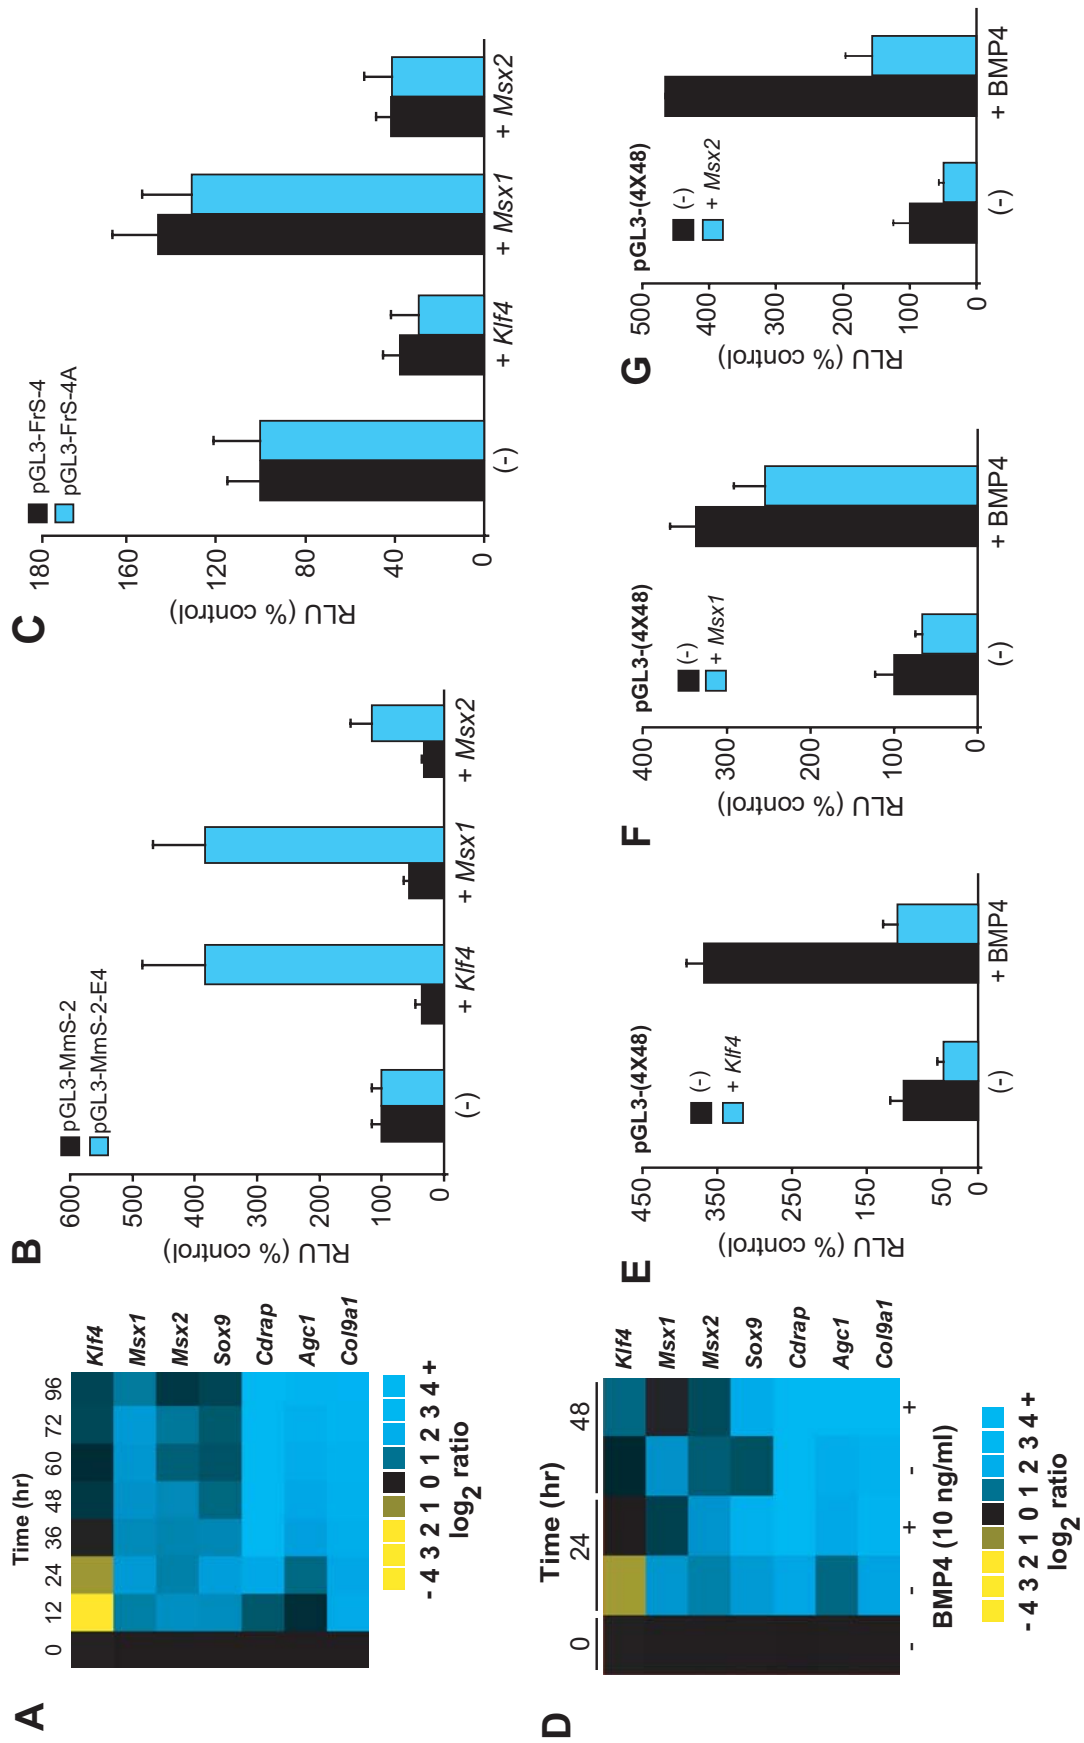 A
Time (hr)
0 12 24 36 48 60 72 96
Klf4
Msx1
Msx2
Sox9
Cdrap
Agc1
Col9a1
- 4 3 2 1 0 1 2 3 4 +
log2 ratio
B
pGL3-MmS-2
pGL3-MmS-2-E4
RLU (% control)
600
500
400
300
200
100
0
(-)
+ Klf4
+ Msx1
+ Msx2
C
pGL3-FrS-4
pGL3-FrS-4A
RLU (% control)
180
160
120
80
40
0
(-)
+ Klf4
+ Msx1
+ Msx2
D
Time (hr)
0 24 48
Klf4
Msx1
Msx2
Sox9
Cdrap
Agc1
Col9a1
- - + - +
BMP4 (10 ng/ml)
- 4 3 2 1 0 1 2 3 4 +
log2 ratio
E
pGL3-(4X48)
(-)
+ Klf4
RLU (% control)
450
350
250
150
50
0
(-)
+ BMP4
F
pGL3-(4X48)
(-)
+ Msx1
RLU (% control)
400
300
200
100
0
(-)
+ BMP4
G
pGL3-(4X48)
(-)
+ Msx2
RLU (% control)
500
400
300
200
100
0
(-)
+ BMP4